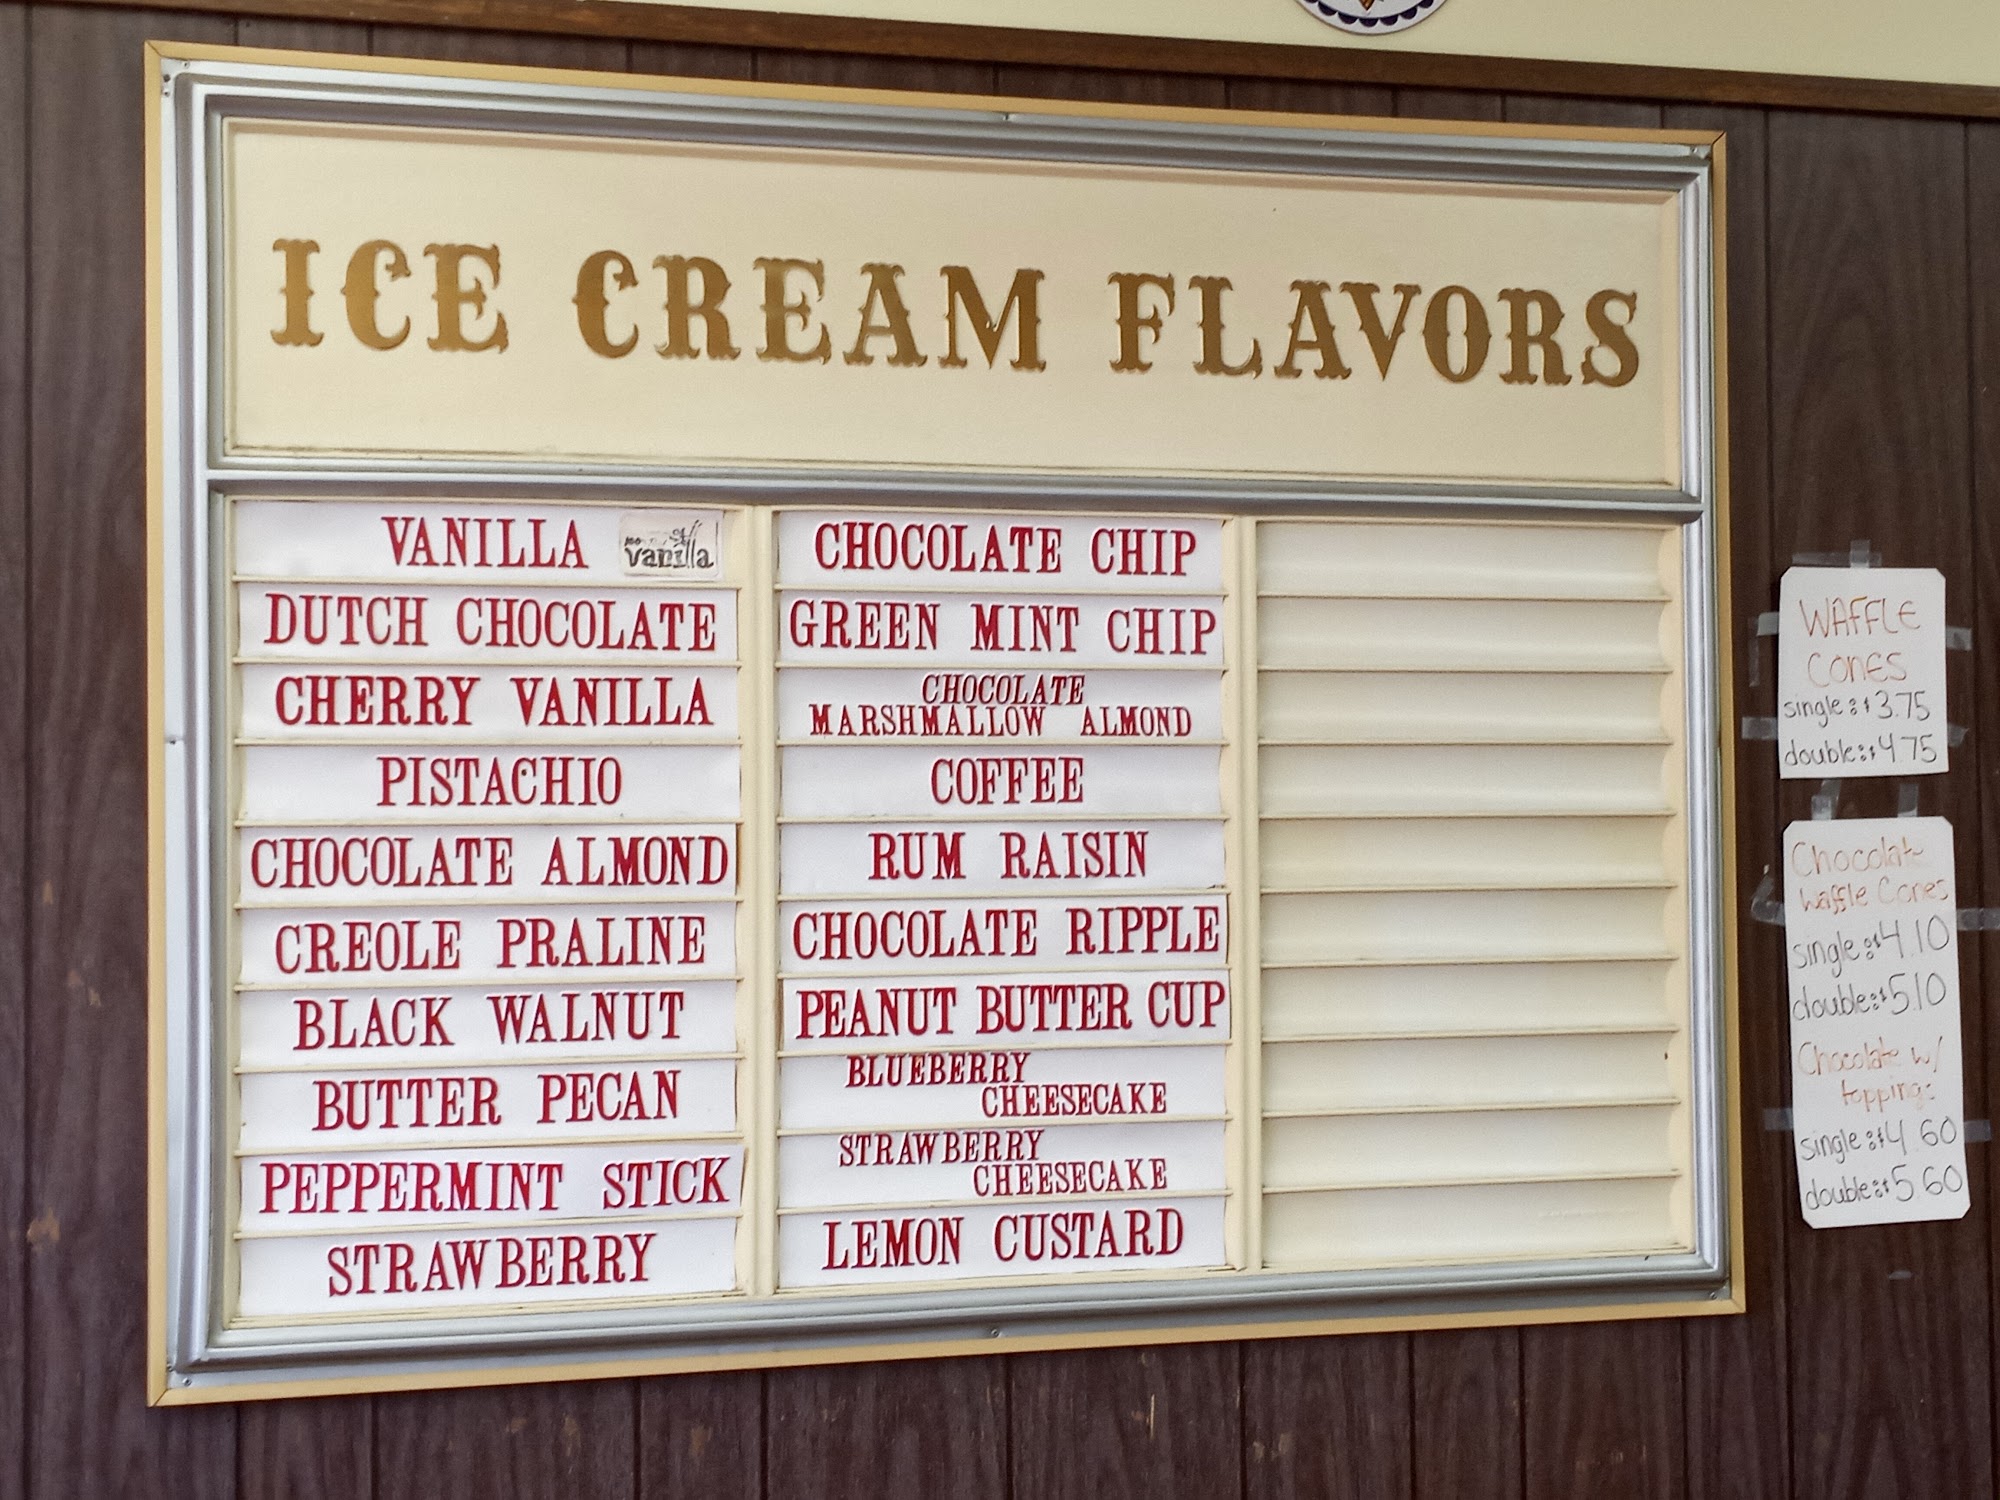 ICE CREAM FLAVORS
VANILLA
vanilla
DUTCH CHOCOLATE
CHERRY VANILLA
PISTACHIO
CHOCOLATE ALMOND
CREOLE PRALINE
BLACK WALNUT
BUTTER PECAN
PEPPERMINT STICK
STRAWBERRY
CHOCOLATE CHIP
GREEN MINT CHIP
CHOCOLATE
MARSHMALLOW ALMOND
COFFEE
RUM RAISIN
CHOCOLATE RIPPLE
PEANUT BUTTER CUP
BLUEBERRY
CHEESECAKE
STRAWBERRY
CHEESECAKE
LEMON CUSTARD
WAFFLE
CONES
single: $3.75
double: $4.75
Chocolate
Waffle Cones
single: $4.10
double: $5.10
Chocolate w/
toppings
single: $4.60
double: $5.60